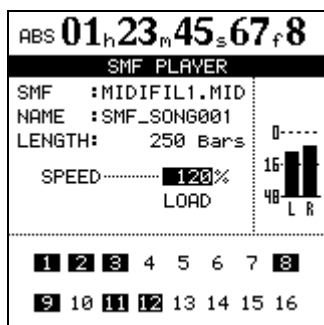 ABS 01h23m45s67f8
SMF PLAYER
SMF :MIDIFIL1.MID
NAME :SMF_SONG001
LENGTH: 250 Bars
SPEED 120%
LOAD
0
16
48
L R
1 2 3 4 5 6 7 8
9 10 11 12 13 14 15 16